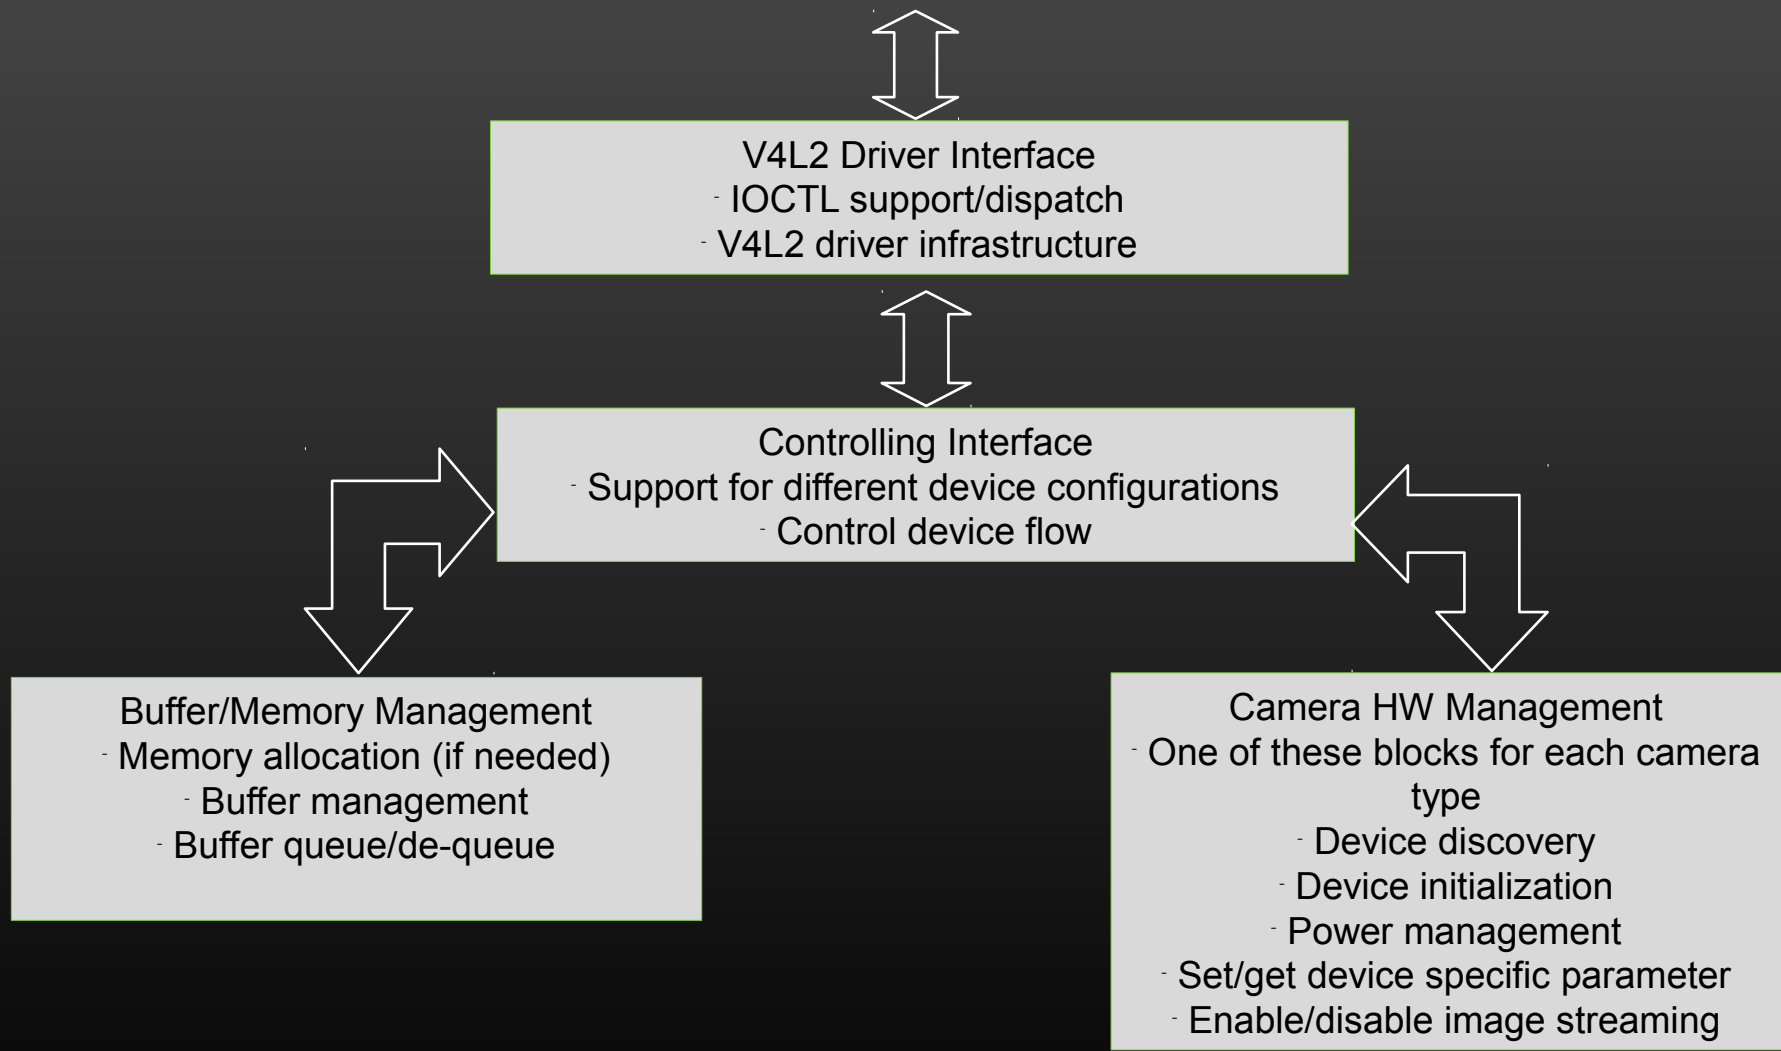 V4L2 Driver Interface
- IOCTL support/dispatch
- V4L2 driver infrastructure
Controlling Interface
- Support for different device configurations
- Control device flow
Buffer/Memory Management
- Memory allocation (if needed)
- Buffer management
- Buffer queue/de-queue
Camera HW Management
- One of these blocks for each camera
type
- Device discovery
- Device initialization
- Power management
- Set/get device specific parameter
- Enable/disable image streaming